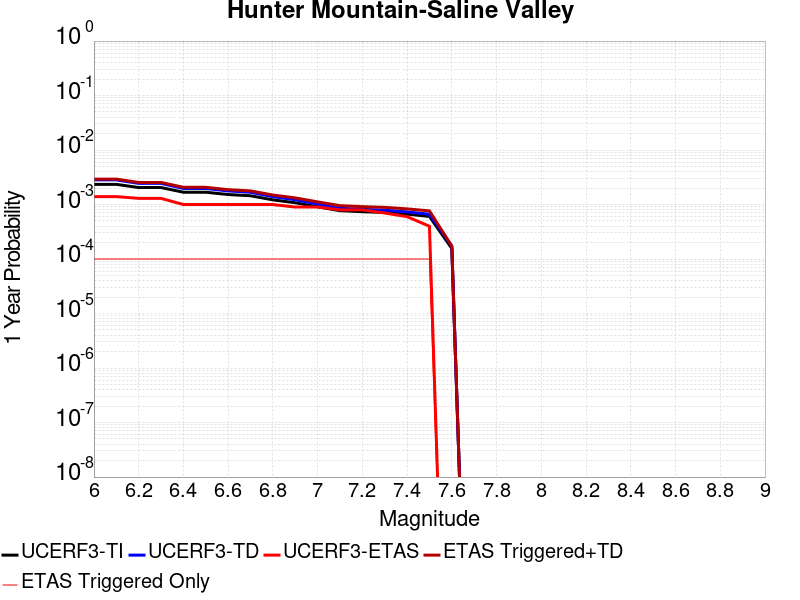 Hunter Mountain-Saline Valley
10^0
10^-1
10^-2
10^-3
10^-4
10^-5
10^-6
10^-7
10^-8
1 Year Probability
6 6.2 6.4 6.6 6.8 7 7.2 7.4 7.6 7.8 8 8.2 8.4 8.6 8.8 9
Magnitude
UCERF3-TI UCERF3-TD UCERF3-ETAS ETAS Triggered+TD
ETAS Triggered Only